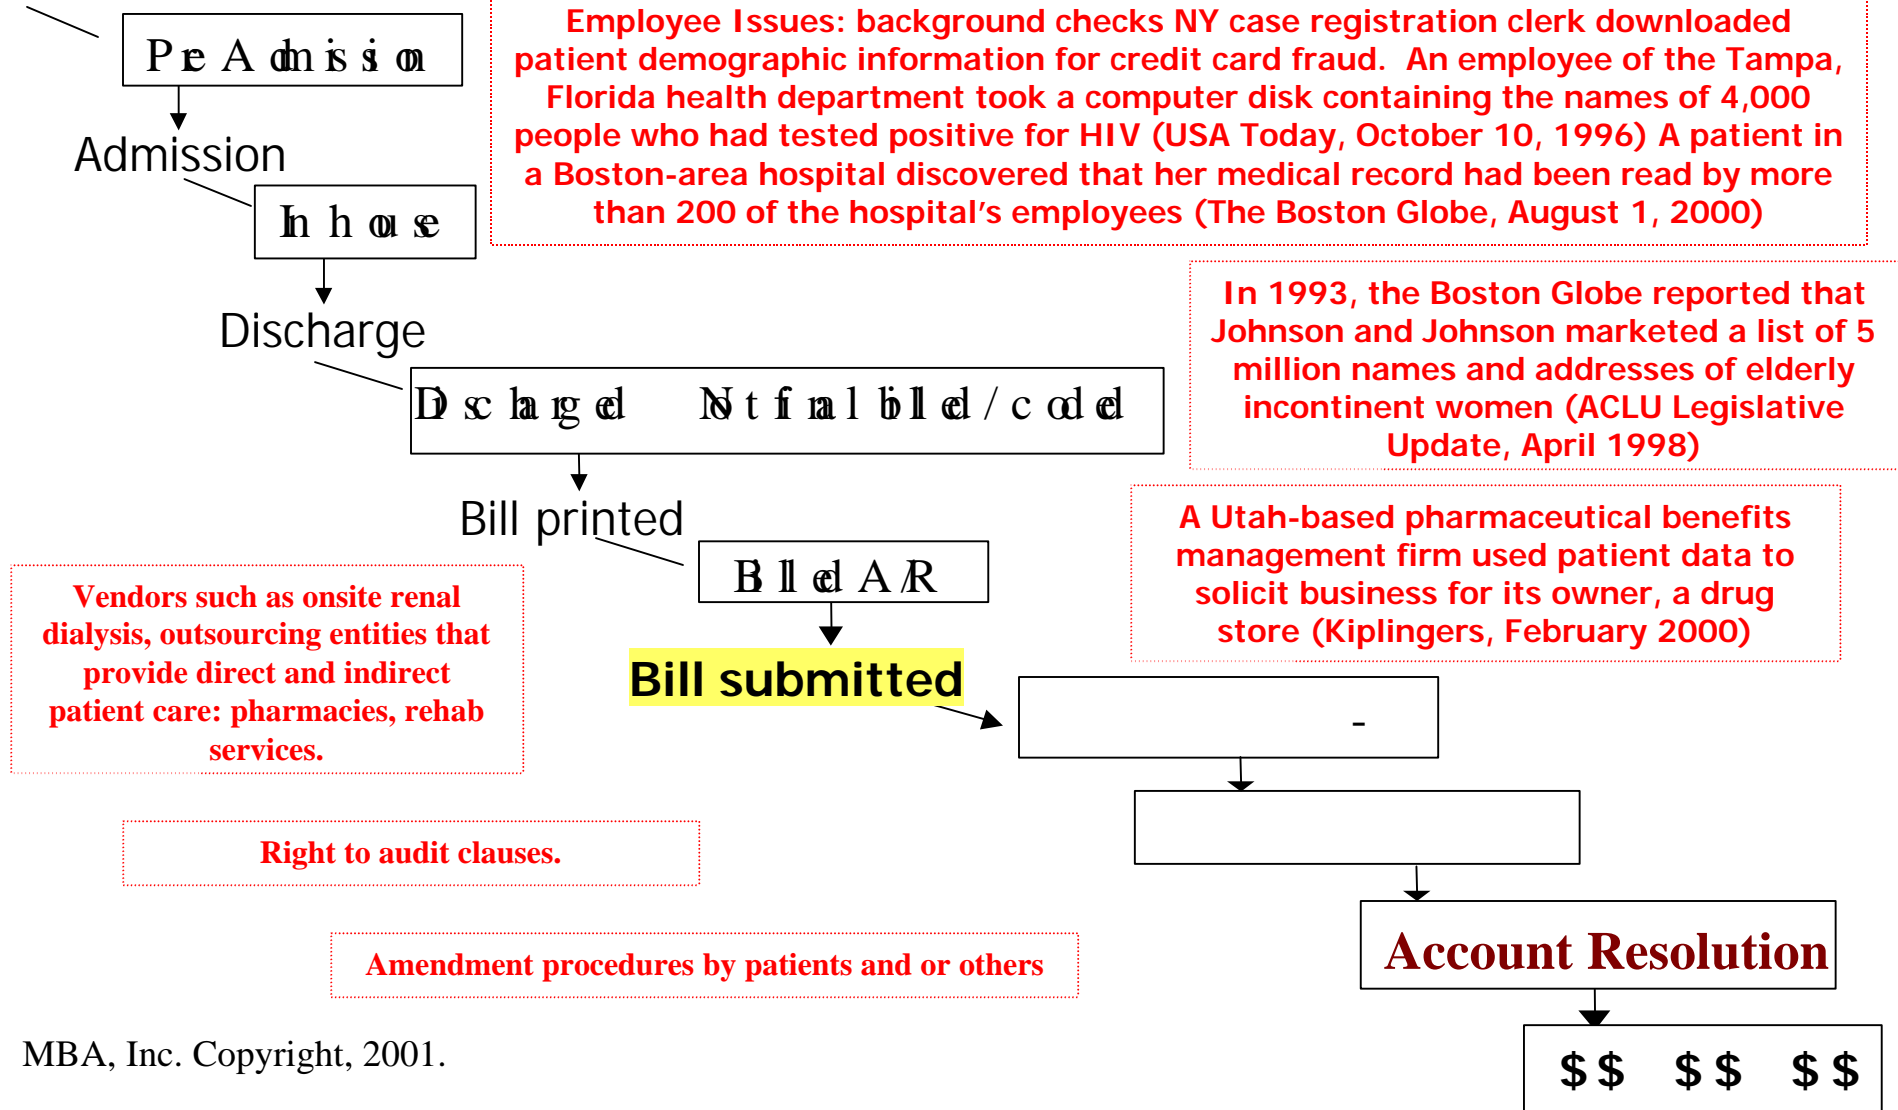 Employee Issues: background checks NY case registration clerk downloaded
patient demographic information for credit card fraud. An employee of the Tampa,
Florida health department took a computer disk containing the names of 4,000
people who had tested positive for HIV (USA Today, October 10, 1996) A patient in
a Boston-area hospital discovered that her medical record had been read by more
than 200 of the hospital's employees (The Boston Globe, August 1, 2000)
Pre Admission
Admission
In house
Discharge
In 1993, the Boston Globe reported that
Johnson and Johnson marketed a list of 5
million names and addresses of elderly
incontinent women (ACLU Legislative
Update, April 1998)
Discharged Not final billed/coded
Bill printed
A Utah-based pharmaceutical benefits
management firm used patient data to
solicit business for its owner, a drug
store (Kiplingers, February 2000)
Billed A/R
Vendors such as onsite renal
dialysis, outsourcing entities that
provide direct and indirect
patient care: pharmacies, rehab
services.
Bill submitted
-
Right to audit clauses.
Account Resolution
Amendment procedures by patients and or others
$$ $$ $$
MBA, Inc. Copyright, 2001.